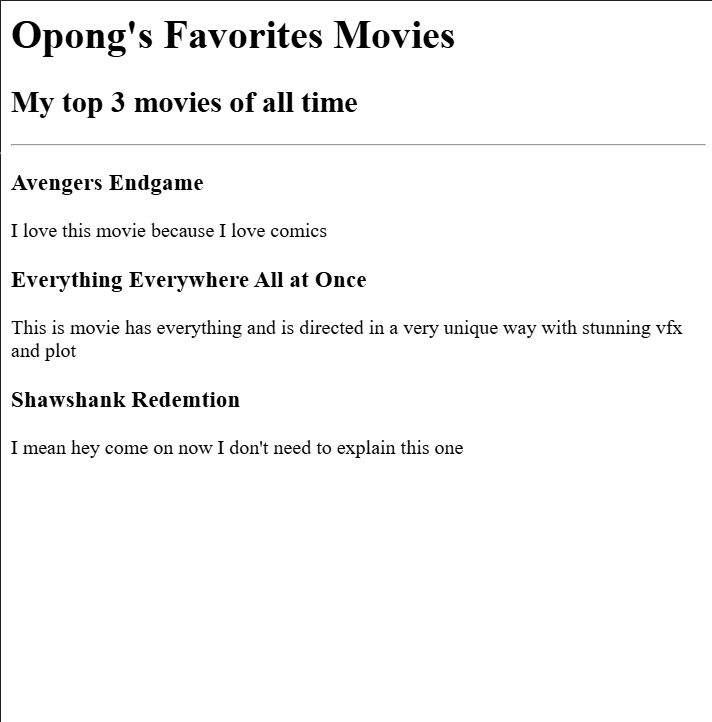 Opong's Favorites Movies
My top 3 movies of all time
Avengers Endgame
I love this movie because I love comics
Everything Everywhere All at Once
This is movie has everything and is directed in a very unique way with stunning vfx
and plot
Shawshank Redemtion
I mean hey come on now I don't need to explain this one